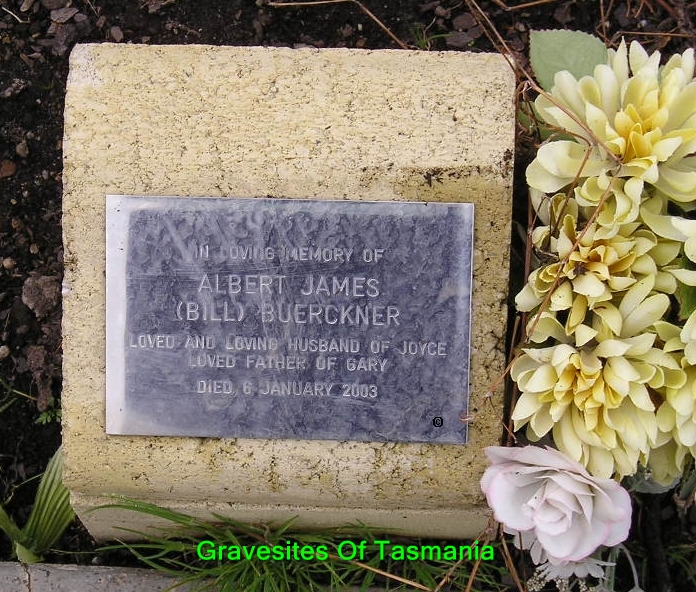 IN LOVING MEMORY OF
ALBERT JAMES
(BILL) BUERCKNER
LOVED AND LOVING HUSBAND OF JOYCE
LOVED FATHER OF GARY
DIED 6 JANUARY 2003
Gravesites Of Tasmania